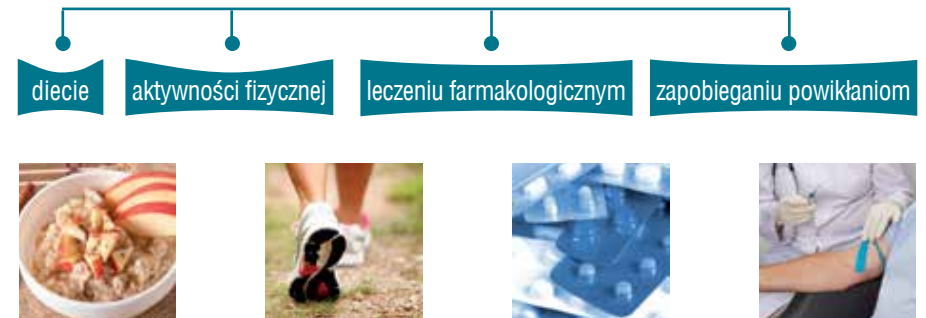 diecie
aktywności fizycznej
leczeniu farmakologicznym
zapobieganiu powikłaniom